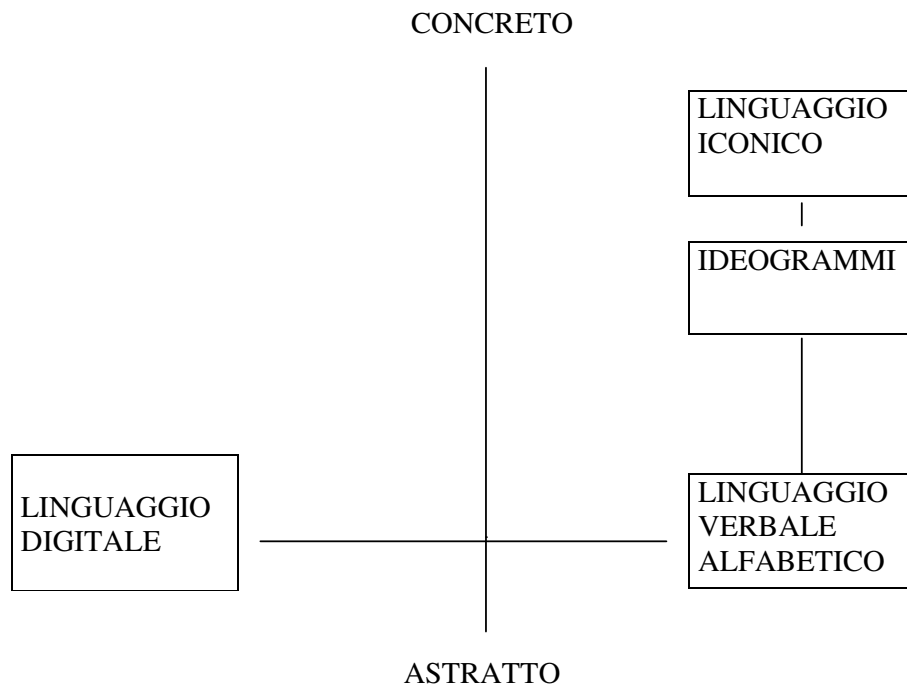 CONCRETO
LINGUAGGIO
ICONICO
IDEOGRAMMI
LINGUAGGIO
DIGITALE
LINGUAGGIO
VERBALE
ALFABETICO
ASTRATTO